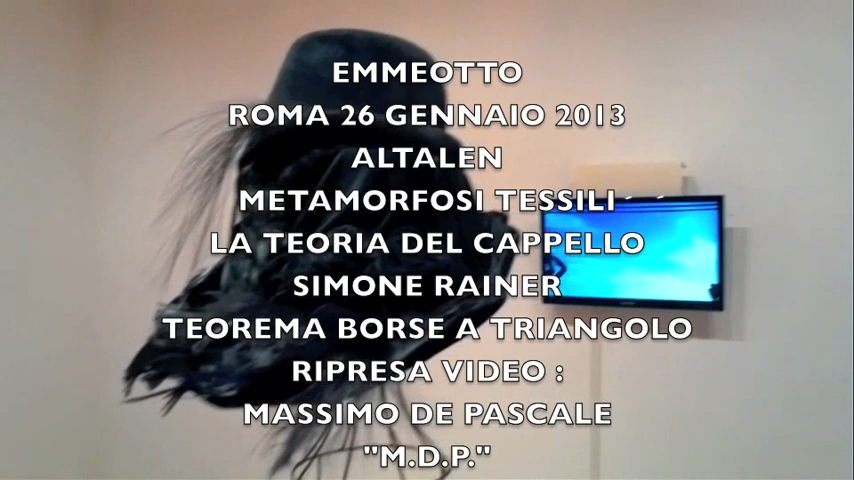 EMMEOTTO
ROMA 26 GENNAIO 2013
ALTALEN
METAMORFOSI TESSILI
LA TEORIA DEL CAPPELLO
SIMONE RAINER
TEOREMA BORSE A TRIANGOLO
RIPRESA VIDEO :
MASSIMO DE PASCALE
"M.D.P."